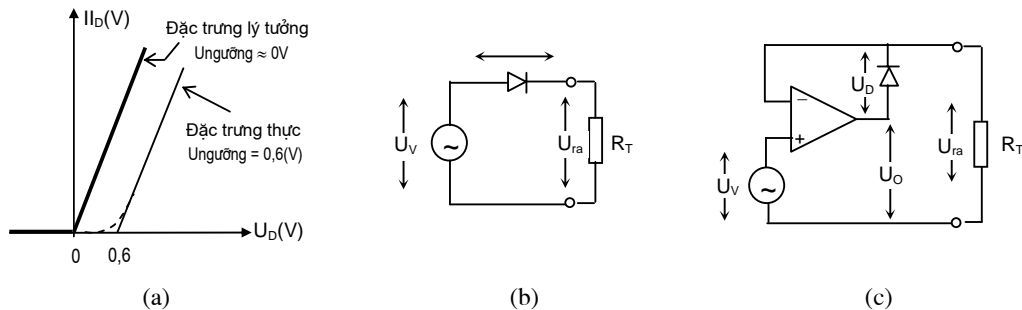 II_D(V)
Đặc trưng lý tưởng
Ungưỡng ≈ 0V
Đặc trưng thực
Ungưỡng = 0,6(V)
U_D(V)
0
0,6
(a)
U_V
~
U_ra
R_T
(b)
U_D
−
+
U_V
~
U_O
U_ra
R_T
(c)